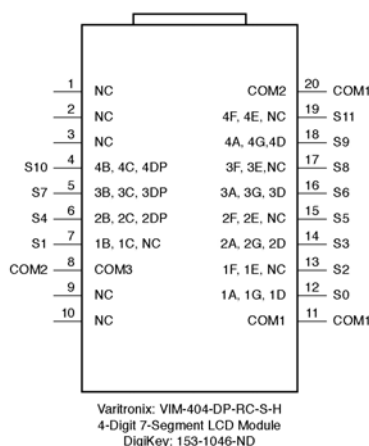 1 NC COM2 20 COM1
2 NC 4F, 4E, NC 19 S11
3 NC 4A, 4G,4D 18 S9
S10 4 4B, 4C, 4DP 3F, 3E,NC 17 S8
S7 5 3B, 3C, 3DP 3A, 3G, 3D 16 S6
S4 6 2B, 2C, 2DP 2F, 2E, NC 15 S5
S1 7 1B, 1C, NC 2A, 2G, 2D 14 S3
COM2 8 COM3 1F, 1E, NC 13 S2
9 NC 1A, 1G, 1D 12 S0
10 NC COM1 11 COM1
Varitronix: VIM-404-DP-RC-S-H
4-Digit 7-Segment LCD Module
DigiKey: 153-1046-ND